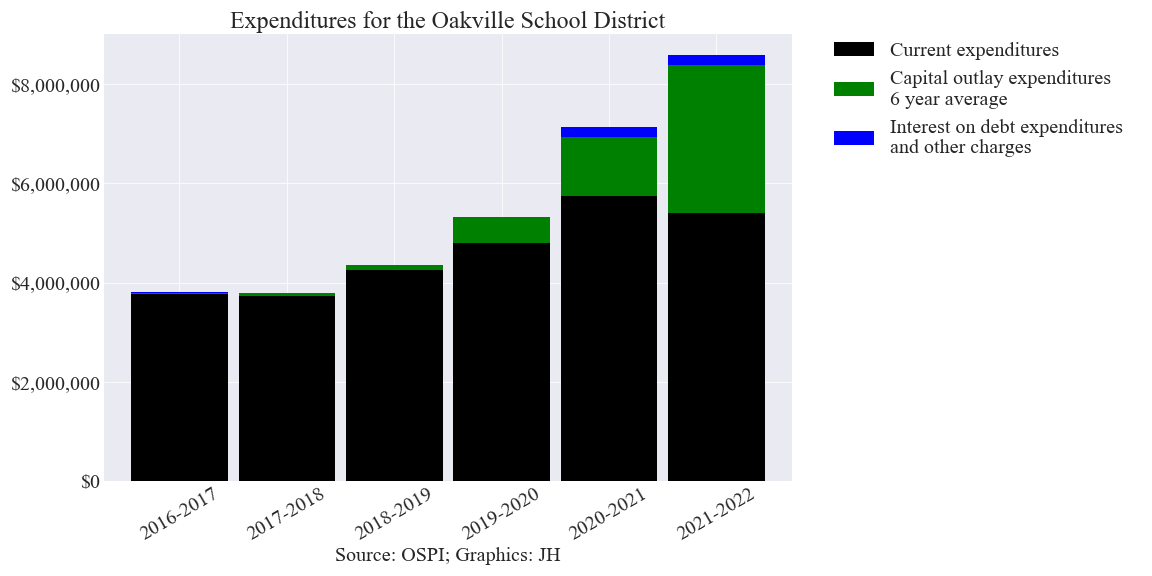 Expenditures for the Oakville School District
Current expenditures
Capital outlay expenditures
6 year average
Interest on debt expenditures
and other charges
$8,000,000
$6,000,000
$4,000,000
$2,000,000
$0
2016-2017
2017-2018
2018-2019
2019-2020
2020-2021
2021-2022
Source: OSPI; Graphics: JH